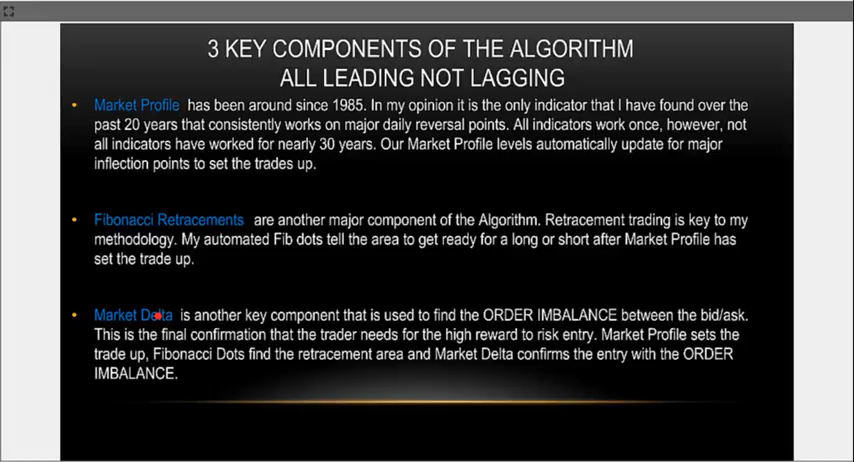 3 KEY COMPONENTS OF THE ALGORITHM
ALL LEADING NOT LAGGING
• Market Profile has been around since 1985. In my opinion it is the only indicator that I have found over the
past 20 years that consistently works on major daily reversal points. All indicators work once, however, not
all indicators have worked for nearly 30 years. Our Market Profile levels automatically update for major
inflection points to set the trades up.
• Fibonacci Retracements are another major component of the Algorithm. Retracement trading is key to my
methodology. My automated Fib dots tell the area to get ready for a long or short after Market Profile has
set the trade up.
• Market Delta is another key component that is used to find the ORDER IMBALANCE between the bid/ask.
This is the final confirmation that the trader needs for the high reward to risk entry. Market Profile sets the
trade up, Fibonacci Dots find the retracement area and Market Delta confirms the entry with the ORDER
IMBALANCE.